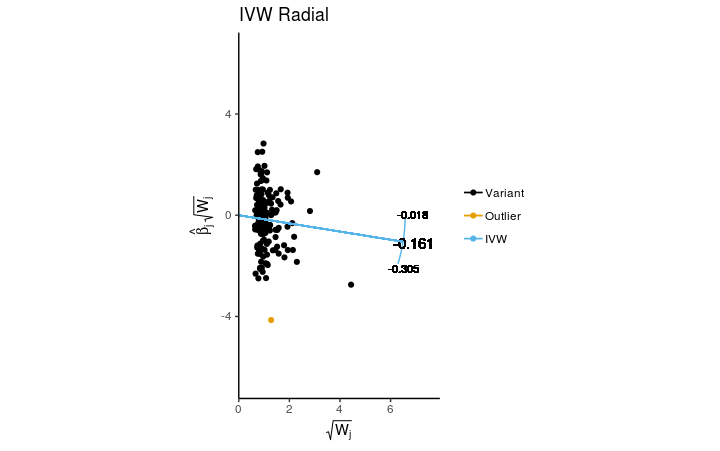 IVW Radial
4
0
-4
β̂j√Wj
-0.018
-0.161
-0.305
0
2
4
6
√Wj
Variant
Outlier
IVW